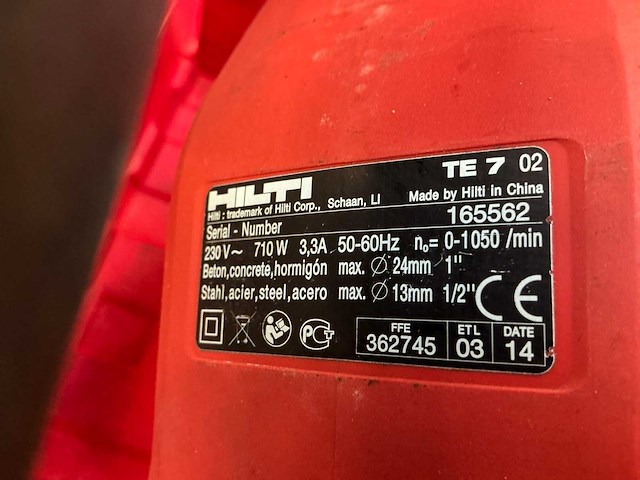 TE 7 02
HILTI
Hilti : trademark of Hilti Corp., Schaan, LI Made by Hilti in China
Serial - Number 165562
230 V~ 710 W 3,3A 50-60Hz n₀= 0-1050 /min
Beton,concrete,hormigón max. ∅ 24mm 1"
Stahl,acier,steel,acero max. ∅ 13mm 1/2"
CE
PCT
FFE ETL DATE
362745 03 14